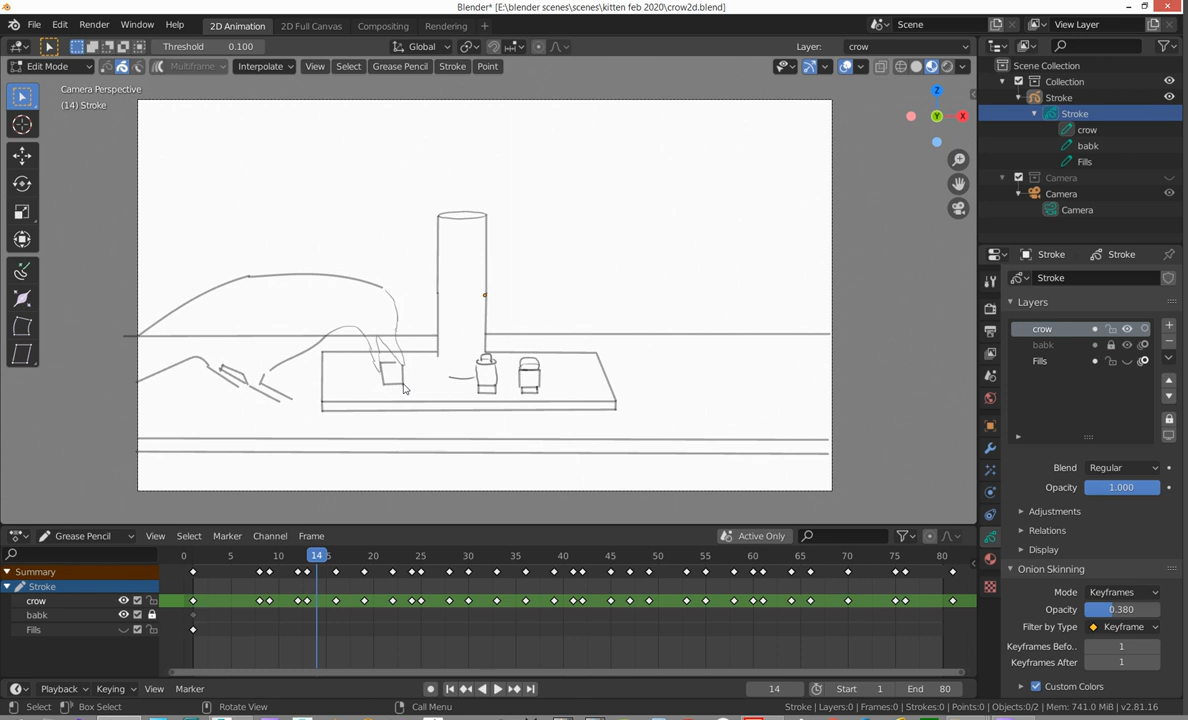 Blender* [E:\blender scenes\scenes\kitten feb 2020\crow2d.blend]
File Edit Render Window Help 2D Animation 2D Full Canvas Compositing Rendering + Scene View Layer
Threshold 0.100 Global Layer: crow
Edit Mode Multiframe Interpolate View Select Grease Pencil Stroke Point
Camera Perspective
(14) Stroke
Z
Y X
Scene Collection
Collection
Stroke
Stroke
crow
babk
Fills
Camera
Camera
Camera
Stroke Stroke
Stroke
Layers
crow
babk
Fills
Blend Regular
Opacity 1.000
Adjustments
Relations
Display
Onion Skinning
Mode Keyframes
Opacity 0.380
Filter by Type Keyframe
Keyframes Befo.. 1
Keyframes After 1
Custom Colors
Grease Pencil View Select Marker Channel Frame Active Only
0 5 14 20 25 30 35 40 45 50 55 60 65 70 75 80
Summary
Stroke
crow
babk
Fills
Playback Keying View Marker 14 Start 1 End 80
Select Box Select Rotate View Call Menu Stroke | Layers:0 | Frames:0 | Strokes:0 | Points:0 | Objects:0/2 | Mem: 741.0 MiB | v2.81.16